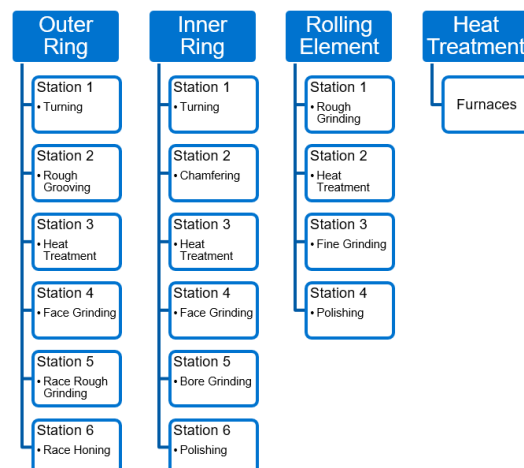 Outer
Ring
Station 1
• Turning
Station 2
• Rough
Grooving
Station 3
• Heat
Treatment
Station 4
• Face Grinding
Station 5
• Race Rough
Grinding
Station 6
• Race Honing
Inner
Ring
Station 1
• Turning
Station 2
• Chamfering
Station 3
• Heat
Treatment
Station 4
• Face Grinding
Station 5
• Bore Grinding
Station 6
• Polishing
Rolling
Element
Station 1
• Rough
Grinding
Station 2
• Heat
Treatment
Station 3
• Fine Grinding
Station 4
• Polishing
Heat
Treatment
Furnaces